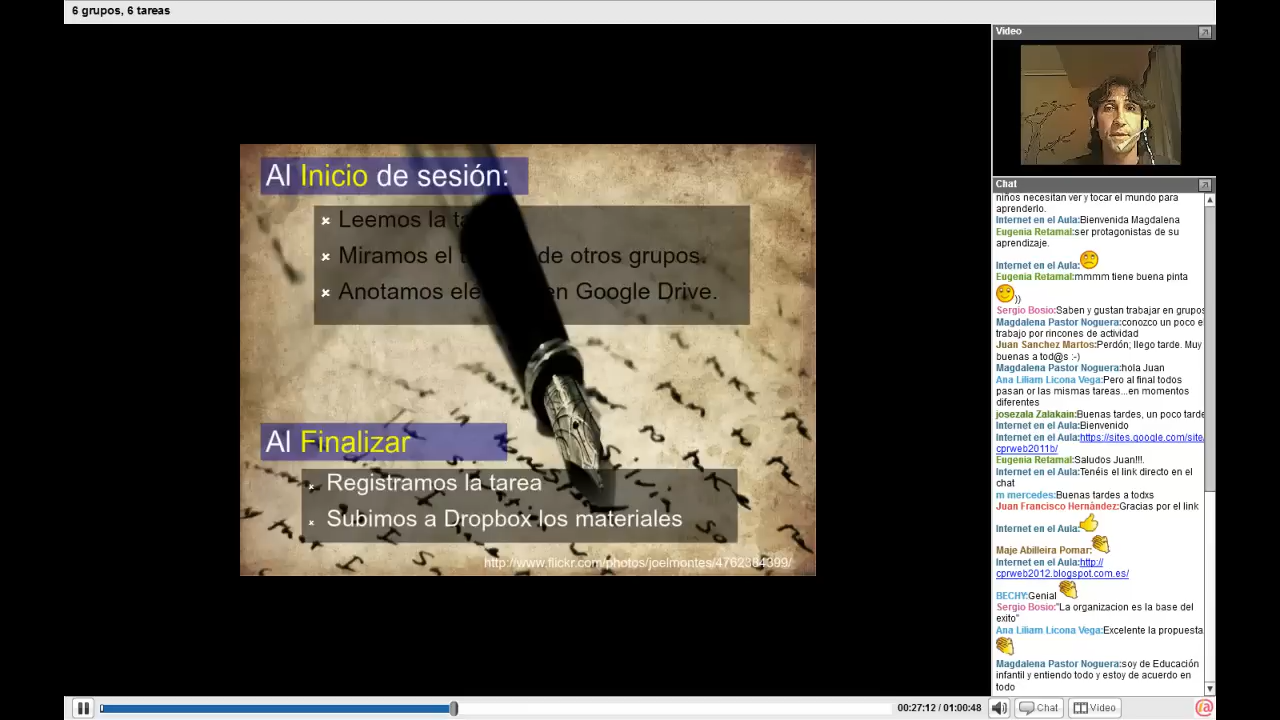 6 grupos, 6 tareas
Al Inicio de sesión:
Leemos la
Miramos el de otros grupos.
Anotamos en Google Drive.
Al Finalizar
Registramos la tarea
Subimos a Dropbox los materiales
http://www.flickr.com/photos/joelmontes/4762384399/
Video
Chat
niños necesitan ver y tocar el mundo para
aprenderlo.
Internet en el Aula:Bienvenida Magdalena
Eugenia Retamal:ser protagonistas de su
aprendizaje.
Internet en el Aula:
Eugenia Retamal:mmmm tiene buena pinta
))
Sergio Bosio:Saben y gustan trabajar en grupos
Magdalena Pastor Noguera:conozco un poco e
trabajo por rincones de actividad
Juan Sanchez Martos:Perdón; llego tarde. Muy
buenas a tod@s :-)
Magdalena Pastor Noguera:hola Juan
Ana Liliam Licona Vega:Pero al final todos
pasan or las mismas tareas...en momentos
diferentes
josezala Zalakain:Buenas tardes, un poco tarde
Internet en el Aula:Bienvenido
Internet en el Aula:https://sites.google.com/site/
cprweb2011b/
Eugenia Retamal:Saludos Juan!!!.
Internet en el Aula:Tenéis el link directo en el
chat
m mercedes:Buenas tardes a todxs
Juan Francisco Hernández:Gracias por el link
Internet en el Aula:
Maje Abilleira Pomar:
Internet en el Aula:http://
cprweb2012.blogspot.com.es/
BECHY:Genial
Sergio Bosio:"La organizacion es la base del
exito"
Ana Liliam Licona Vega:Excelente la propuesta
Magdalena Pastor Noguera:soy de Educación
infantil y entiendo todo y estoy de acuerdo en
todo
00:27:12 / 01:00:48
Chat
Video